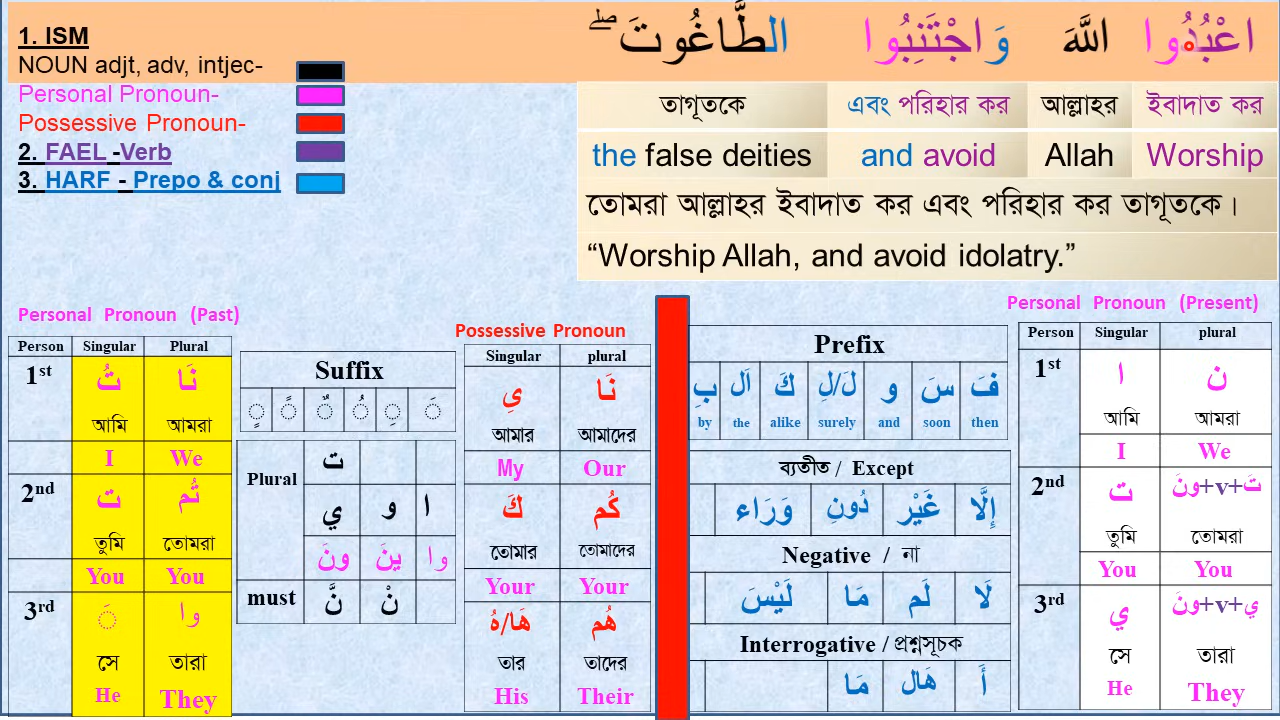 1. ISM
NOUN adjt, adv, intjec-
Personal Pronoun-
Possessive Pronoun-
2. FAEL -Verb
3. HARF - Prepo & conj
اعْبُدُوا اللَّهَ وَاجْتَنِبُوا الطَّاغُوتَ ۖ
তাগূতকে এবং পরিহার কর আল্লাহর ইবাদাত কর
the false deities and avoid Allah Worship
তোমরা আল্লাহর ইবাদাত কর এবং পরিহার কর তাগূতকে।
“Worship Allah, and avoid idolatry.”
Personal Pronoun (Past)
Person Singular Plural
1st تُ نَا
আমি আমরা
I We
2nd ت تُم
তুমি তোমরা
You You
3rd َ وا
সে তারা
He They
Suffix
ٍ ً ٌ ُ ِ َ
Plural ت
ي و ا
ونَ ينَ وا
must نَّ نْ
Possessive Pronoun
Singular plural
يِ نَا
আমার আমাদের
My Our
كَ كُم
তোমার তোমাদের
Your Your
هَا/هُ هُم
তার তাদের
His Their
Prefix
بِ اَل كَ لَ/لِ و سَ فَ
by the alike surely and soon then
ব্যতীত / Except
وَرَاء دُونِ غَيْر إِلَّا
Negative / না
لَيْسَ مَا لَم لَا
Interrogative / প্রশ্নসূচক
مَا هَال أَ
Personal Pronoun (Present)
Person Singular plural
1st ا ن
আমি আমরা
I We
2nd ت تَ+v+ونَ
তুমি তোমরা
You You
3rd ي ي+v+ونَ
সে তারা
He They